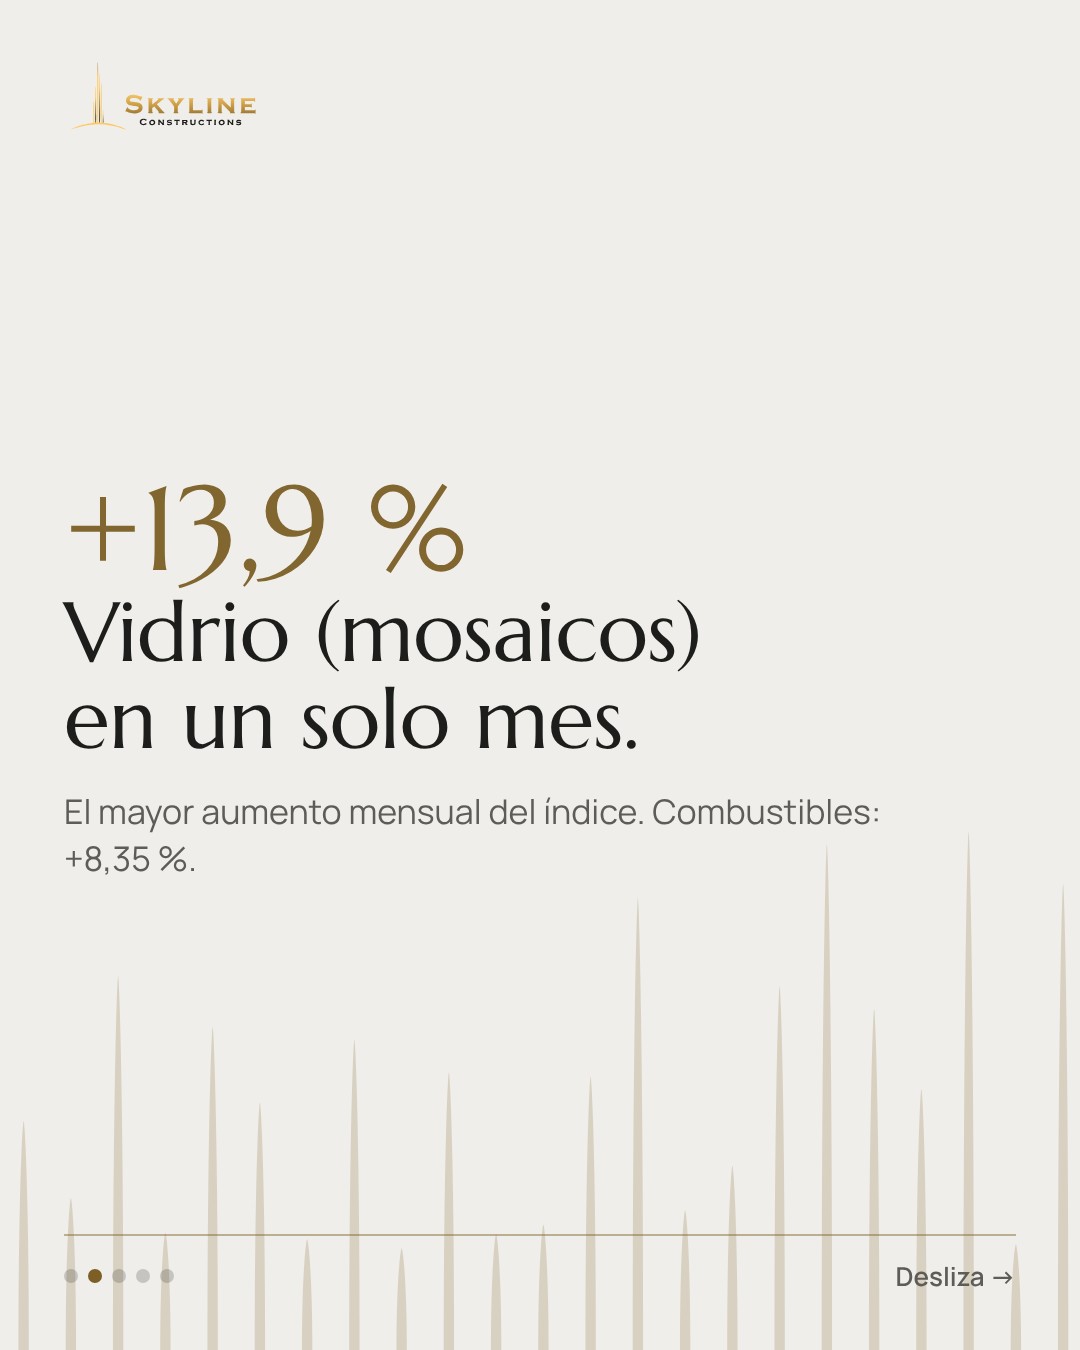 SKYLINE
CONSTRUCTIONS
+13,9 %
Vidrio (mosaicos)
en un solo mes.
El mayor aumento mensual del índice. Combustibles:
+8,35 %.
Desliza →